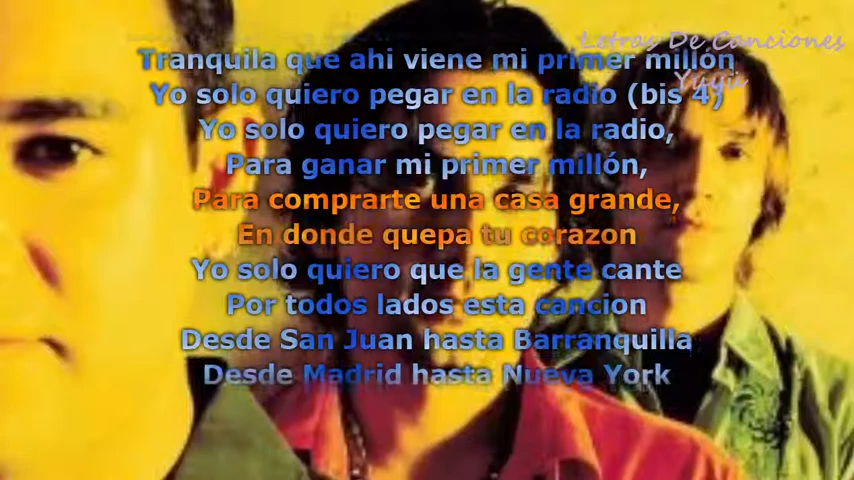 Letras De Canciones
Yyyii
Tranquila que ahi viene mi primer millón
Yo solo quiero pegar en la radio (bis 4)
Yo solo quiero pegar en la radio,
Para ganar mi primer millón,
Para comprarte una casa grande,
En donde quepa tu corazon
Yo solo quiero que la gente cante
Por todos lados esta cancion
Desde San Juan hasta Barranquilla
Desde Madrid hasta Nueva York